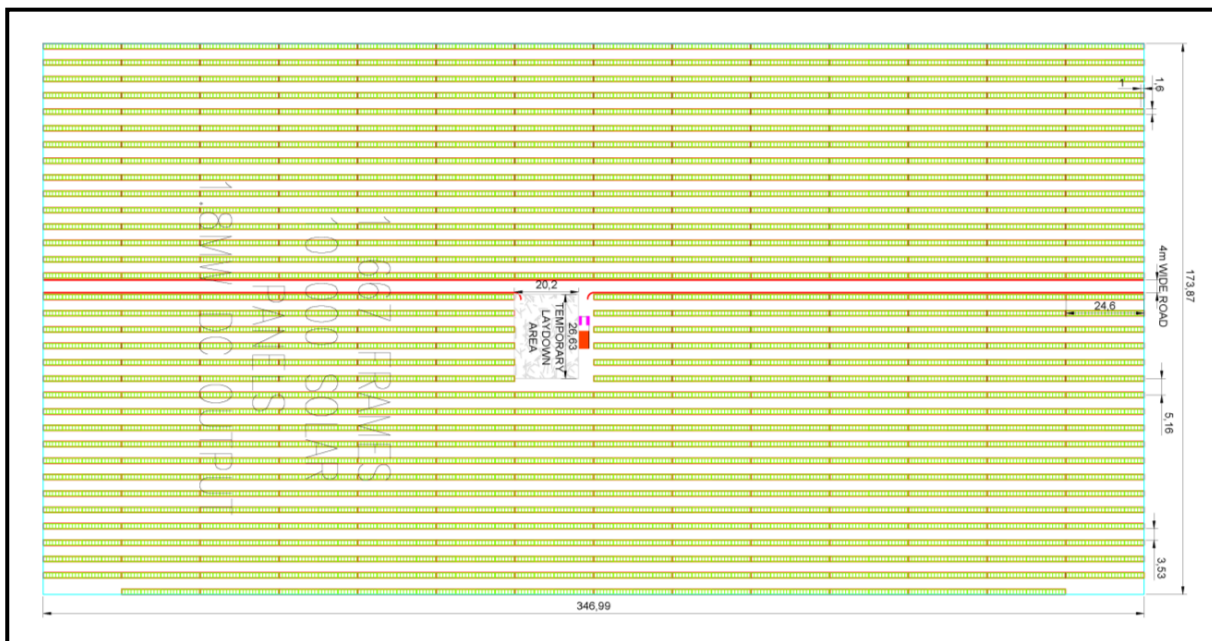 1
1,6
173,87
4m WIDE ROAD
24,6
5,16
3,53
346,99
20,2
26,63
TEMPORARY
LAYDOWN
AREA
1 667 FRAMES
10 000 SOLAR
PANELS
1.8MW DC OUTPUT